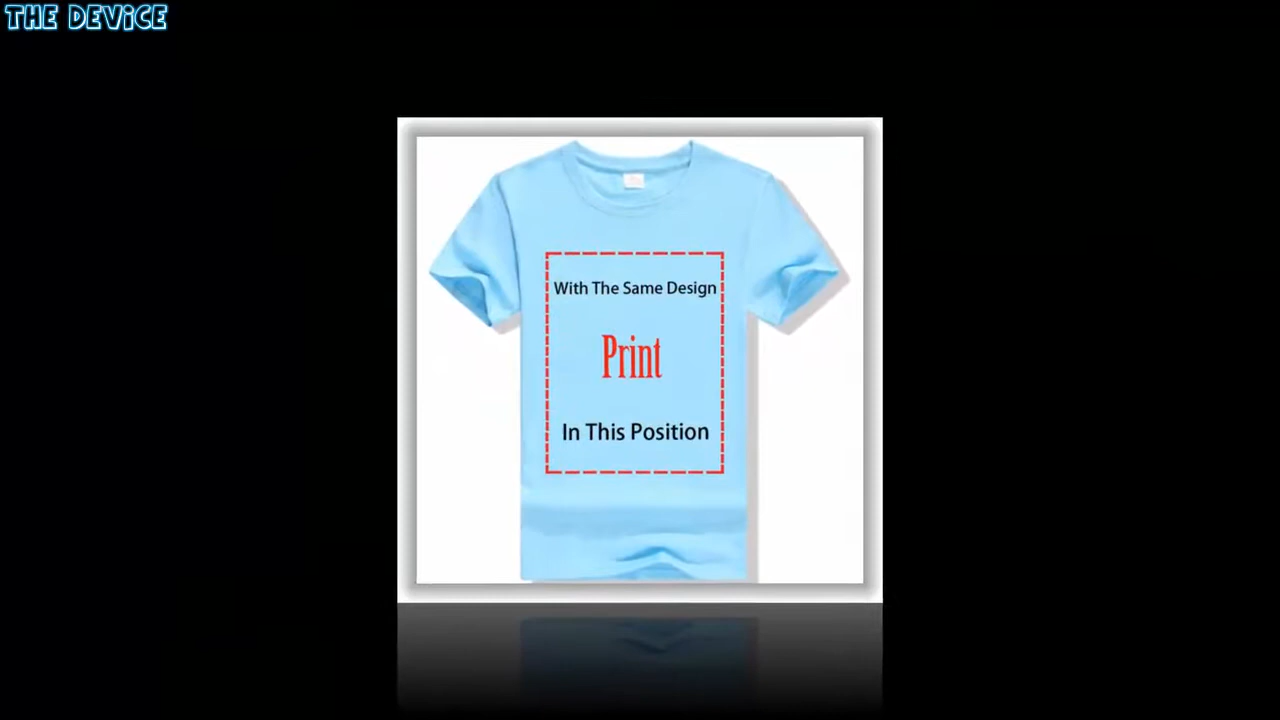 THE DEVICE
With The Same Design
Print
In This Position